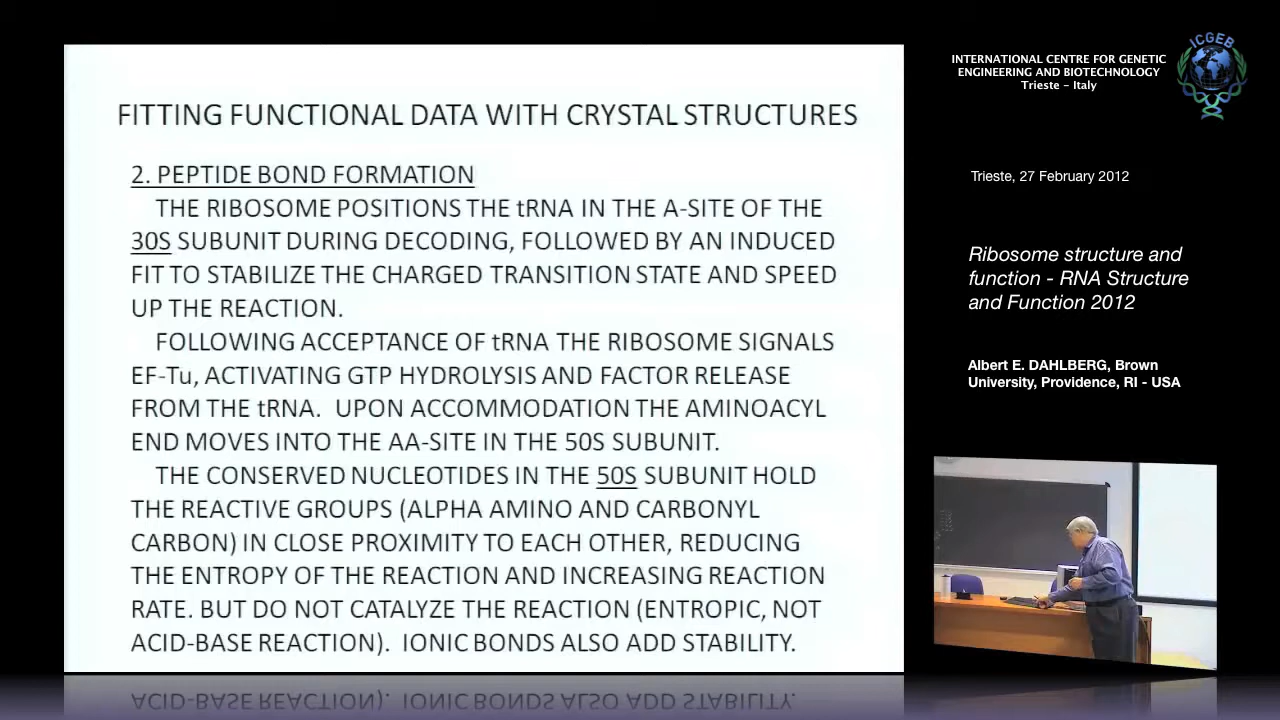 FITTING FUNCTIONAL DATA WITH CRYSTAL STRUCTURES
2. PEPTIDE BOND FORMATION
THE RIBOSOME POSITIONS THE tRNA IN THE A-SITE OF THE
30S SUBUNIT DURING DECODING, FOLLOWED BY AN INDUCED
FIT TO STABILIZE THE CHARGED TRANSITION STATE AND SPEED
UP THE REACTION.
FOLLOWING ACCEPTANCE OF tRNA THE RIBOSOME SIGNALS
EF-Tu, ACTIVATING GTP HYDROLYSIS AND FACTOR RELEASE
FROM THE tRNA. UPON ACCOMMODATION THE AMINOACYL
END MOVES INTO THE AA-SITE IN THE 50S SUBUNIT.
THE CONSERVED NUCLEOTIDES IN THE 50S SUBUNIT HOLD
THE REACTIVE GROUPS (ALPHA AMINO AND CARBONYL
CARBON) IN CLOSE PROXIMITY TO EACH OTHER, REDUCING
THE ENTROPY OF THE REACTION AND INCREASING REACTION
RATE. BUT DO NOT CATALYZE THE REACTION (ENTROPIC, NOT
ACID-BASE REACTION). IONIC BONDS ALSO ADD STABILITY.
INTERNATIONAL CENTRE FOR GENETIC
ENGINEERING AND BIOTECHNOLOGY
Trieste - Italy
ICGEB
Trieste, 27 February 2012
Ribosome structure and
function - RNA Structure
and Function 2012
Albert E. DAHLBERG, Brown
University, Providence, RI - USA